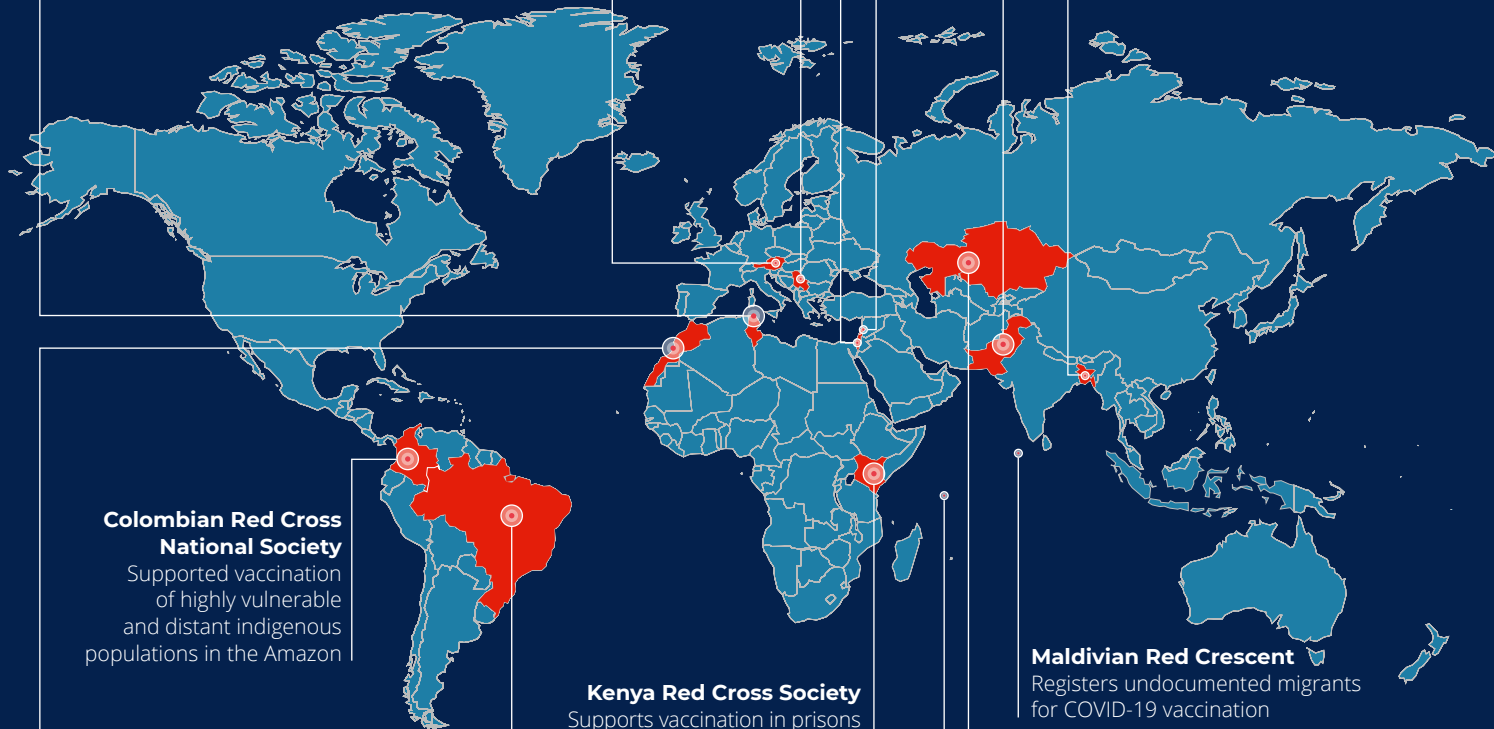 Colombian Red Cross
National Society
Supported vaccination
of highly vulnerable
and distant indigenous
populations in the Amazon
Kenya Red Cross Society
Supports vaccination in prisons
Maldivian Red Crescent
Registers undocumented migrants
for COVID-19 vaccination